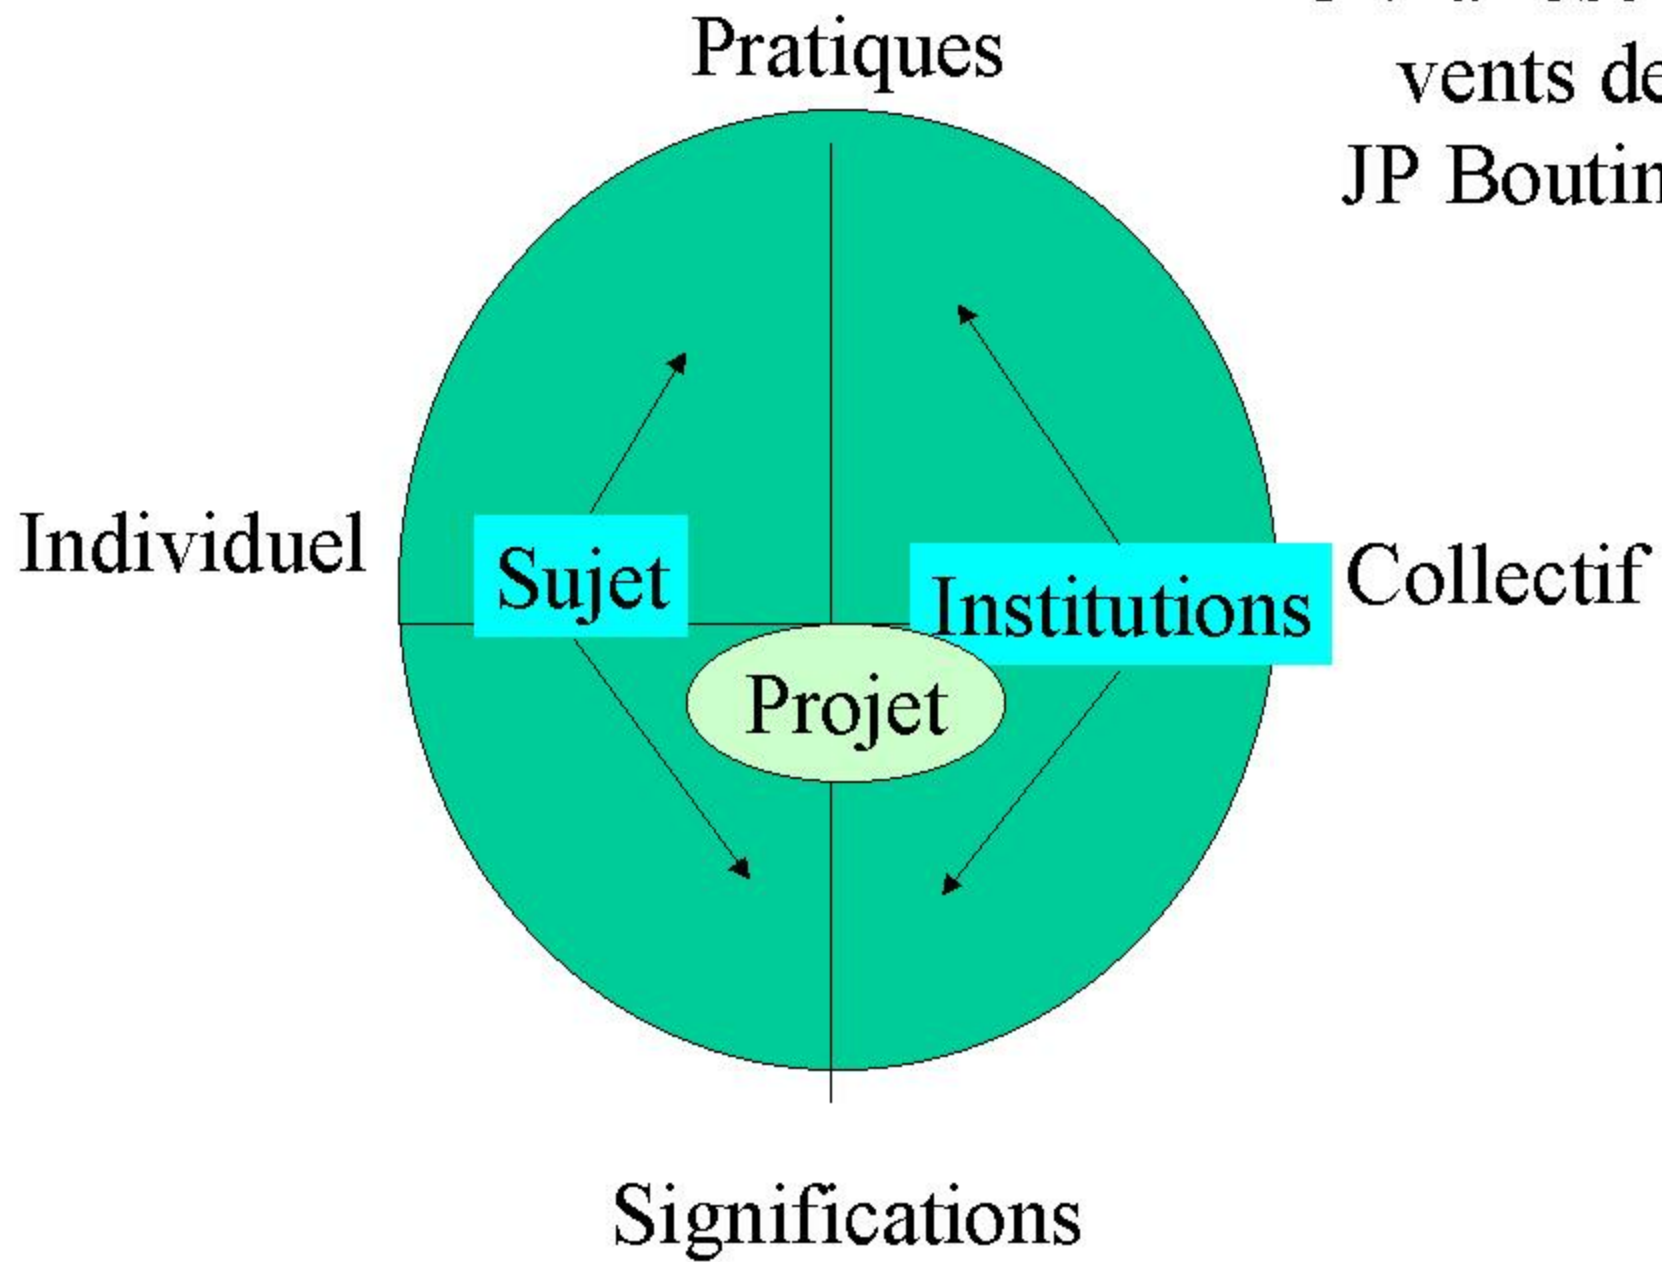 Pratiques
vents de
JP Boutin
Individuel
Sujet
Institutions
Collectif
Projet
Significations